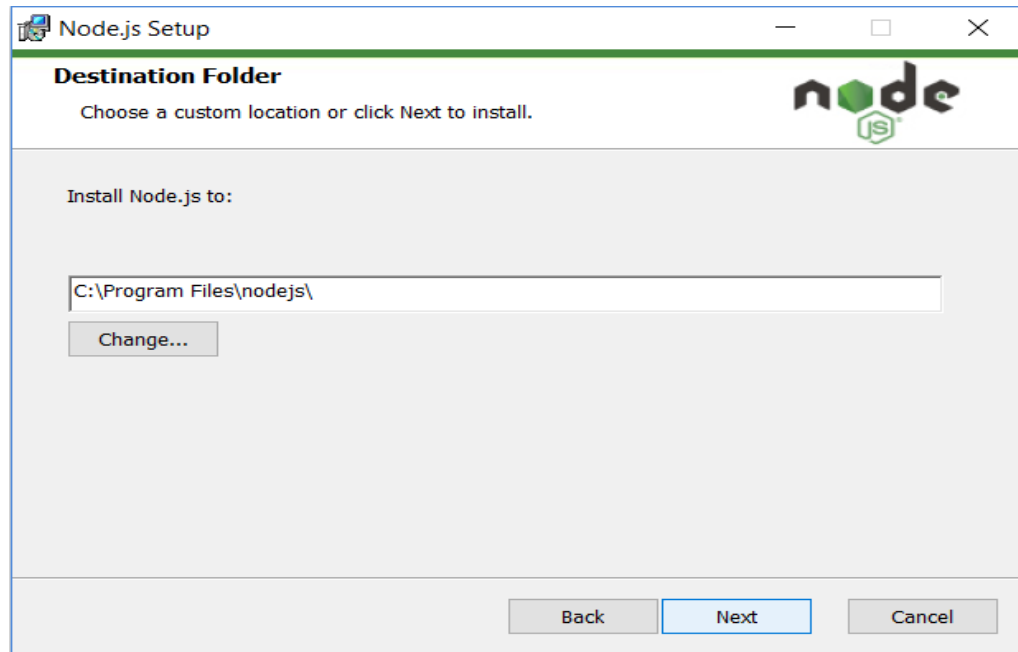 Node.js Setup
Destination Folder
Choose a custom location or click Next to install.
node
JS
Install Node.js to:
C:\Program Files\nodejs\
Change...
Back Next Cancel